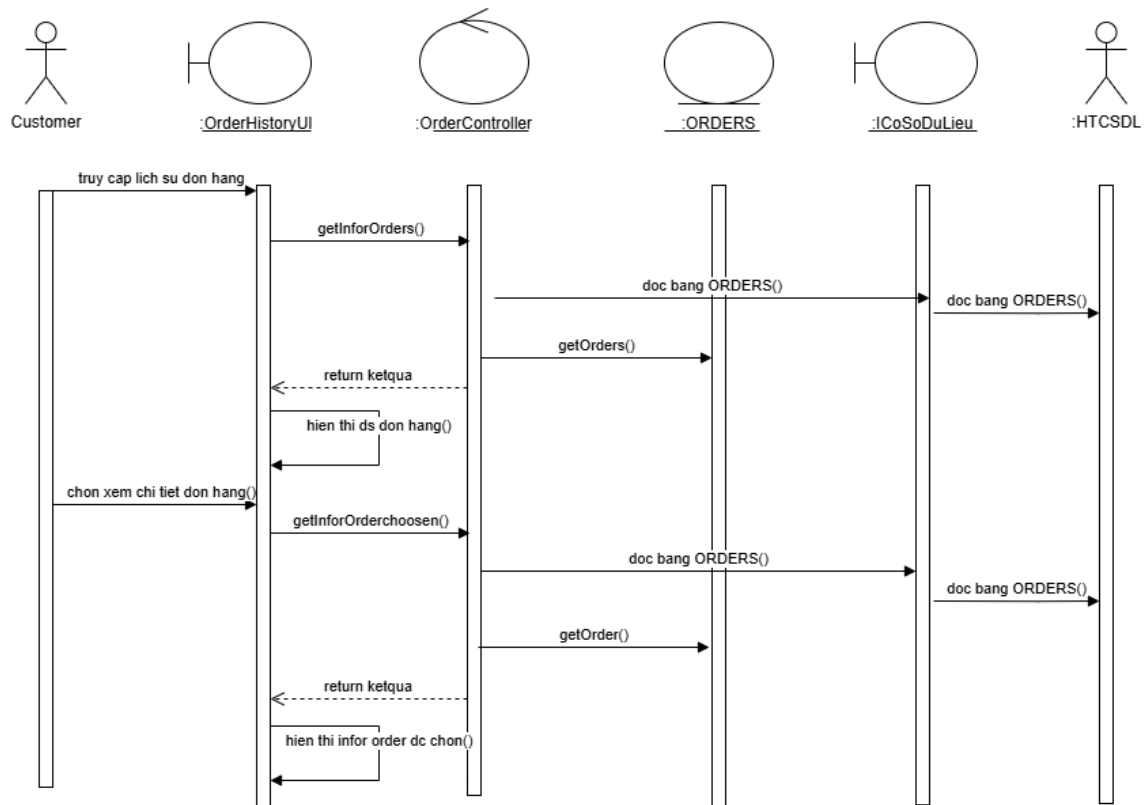 Customer
:OrderHistoryUI
:OrderController
:ORDERS
:ICoSoDuLieu
:HTCSDL
truy cap lich su don hang
getInforOrders()
doc bang ORDERS()
doc bang ORDERS()
getOrders()
return ketqua
hien thi ds don hang()
chon xem chi tiet don hang()
getInforOrderchoosen()
doc bang ORDERS()
doc bang ORDERS()
getOrder()
return ketqua
hien thi infor order dc chon()